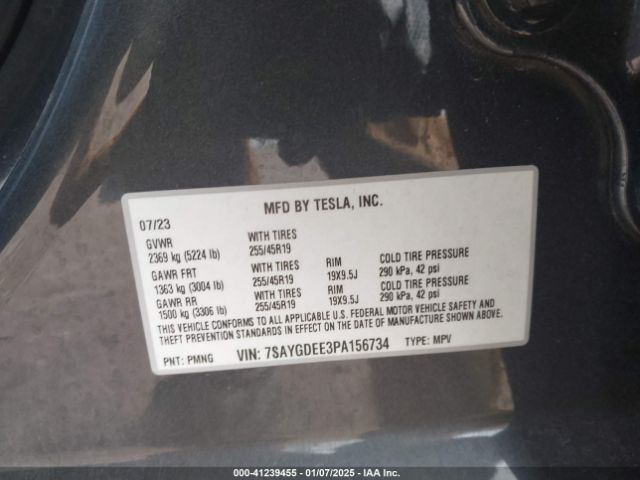 MFD BY TESLA, INC.
07/23
GVWR WITH TIRES
2369 kg (5224 lb) 255/45R19
GAWR FRT WITH TIRES RIM COLD TIRE PRESSURE
1363 kg (3004 lb) 255/45R19 19X9.5J 290 kPa, 42 psi
GAWR RR WITH TIRES RIM COLD TIRE PRESSURE
1500 kg (3306 lb) 255/45R19 19X9.5J 290 kPa, 42 psi
THIS VEHICLE CONFORMS TO ALL APPLICABLE U.S. FEDERAL MOTOR VEHICLE SAFETY AND
THEFT PREVENTION STANDARDS IN EFFECT ON THE DATE OF MANUFACTURE SHOWN ABOVE.
PNT: PMNG VIN: 7SAYGDEE3PA156734 TYPE: MPV
000-41239455 - 01/07/2025 - IAA Inc.